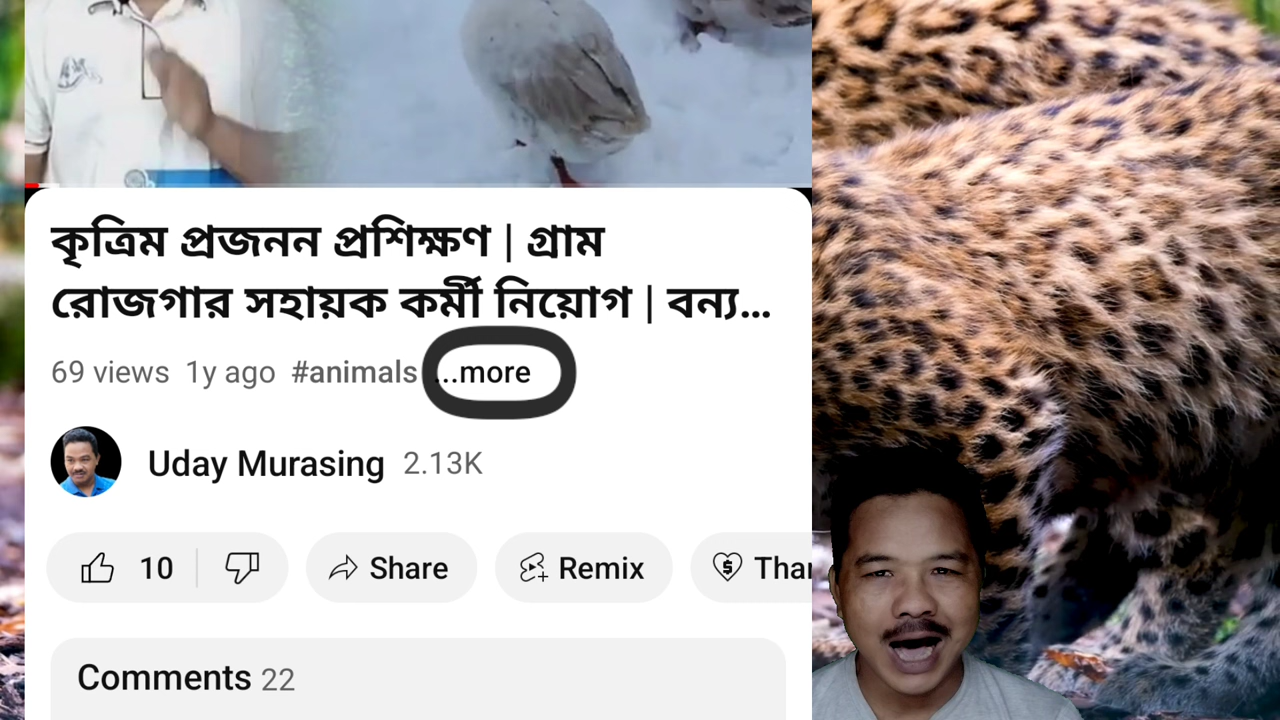 কৃত্রিম প্রজনন প্রশিক্ষণ | গ্রাম
রোজগার সহায়ক কর্মী নিয়োগ | বন্য...
69 views 1y ago #animals ...more
Uday Murasing 2.13K
10 Share Remix Than
Comments 22